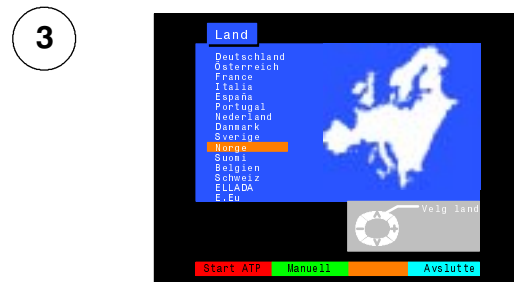 3
Land
Deutschland
Österreich
France
Italia
España
Portugal
Nederland
Danmark
Sverige
Norge
Suomi
Belgien
Schweiz
ELLADA
E.Eu
Velg land
Start ATP
Manuell
Avslutte